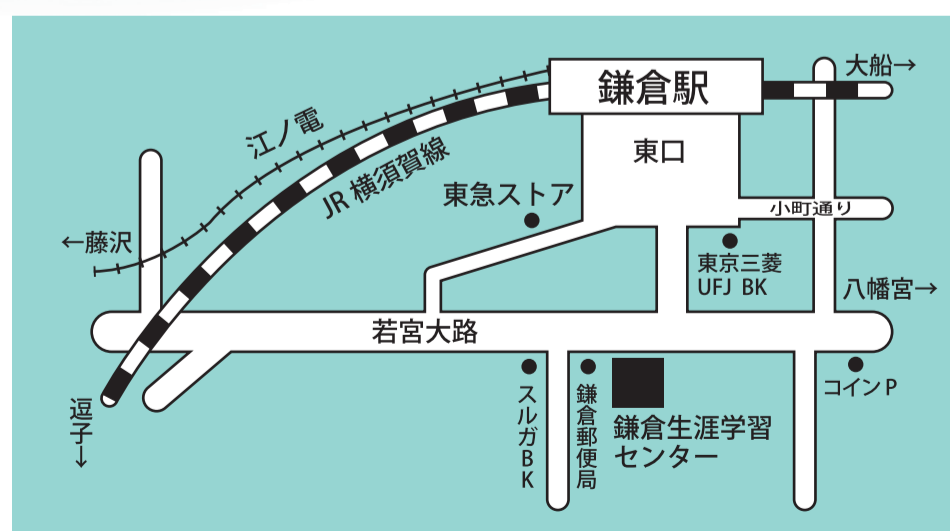 鎌倉駅
大船→
江ノ電
JR 横須賀線
東口
東急ストア
小町通り
←藤沢
東京三菱
UFJ BK
八幡宮→
若宮大路
コインP
スルガBK
鎌倉郵便局
鎌倉生涯学習
センター
逗子→